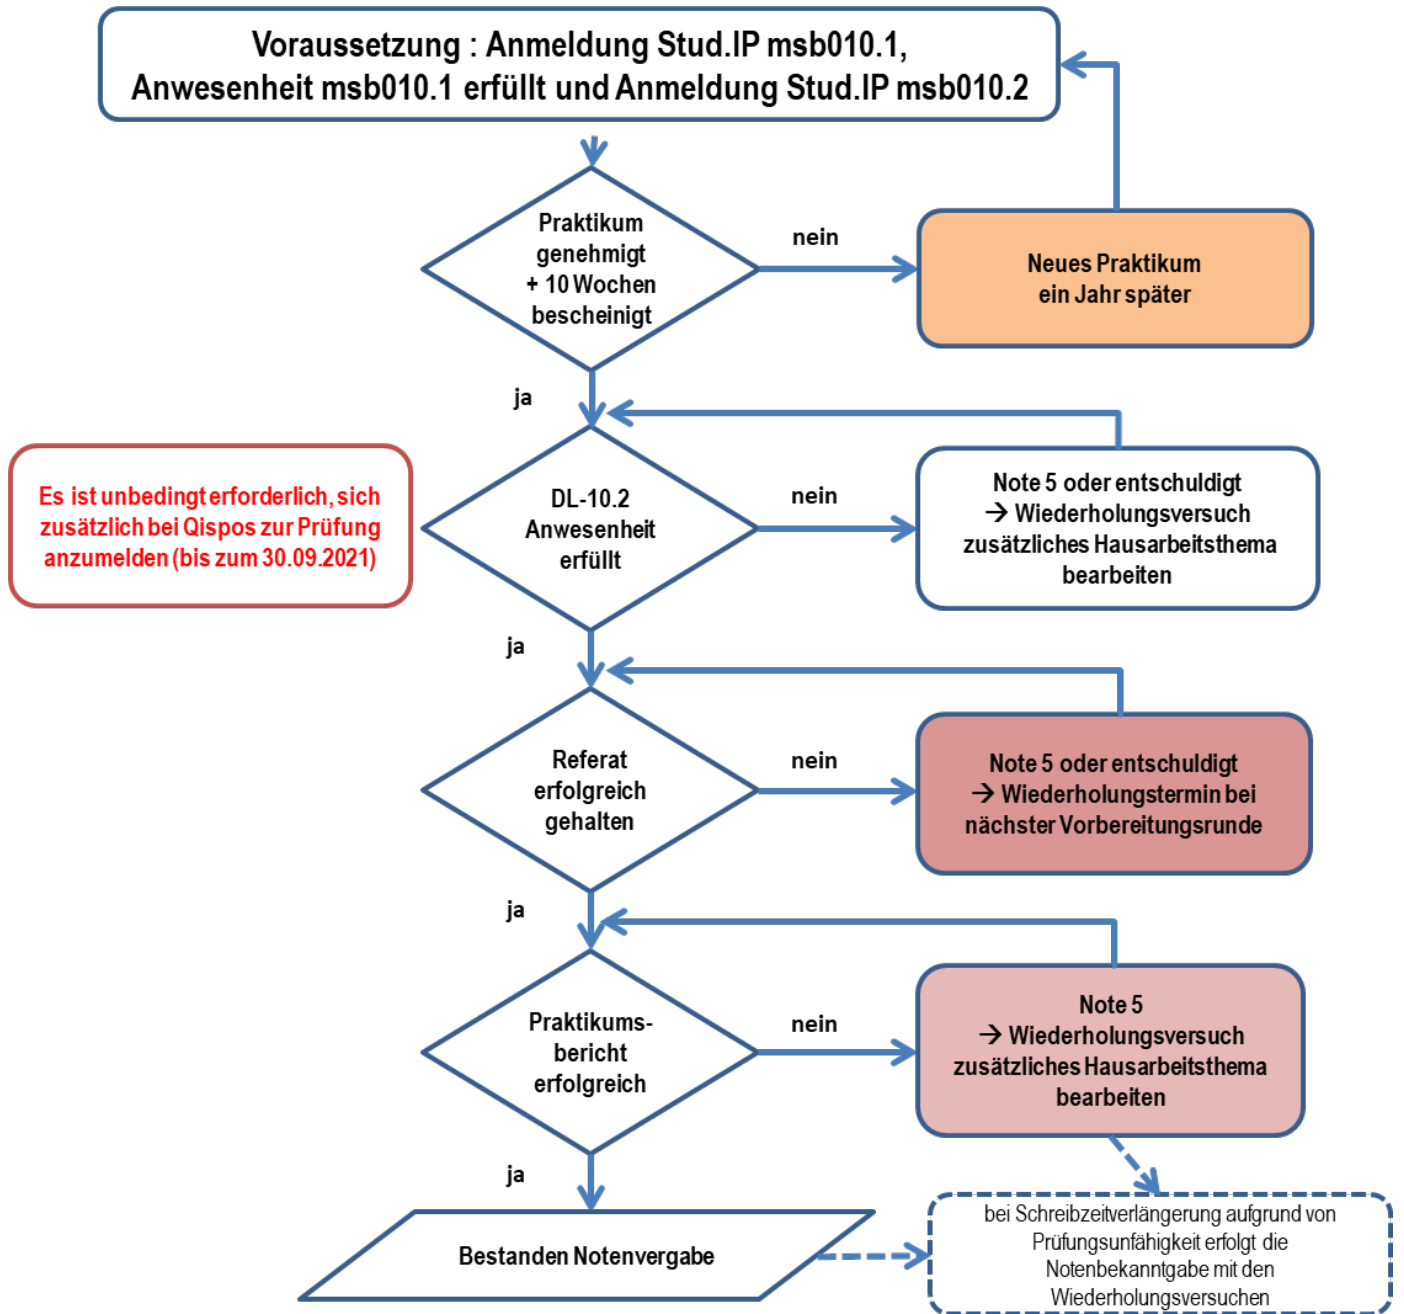 Voraussetzung : Anmeldung Stud.IP msb010.1,
Anwesenheit msb010.1 erfüllt und Anmeldung Stud.IP msb010.2
Praktikum
genehmigt
+ 10 Wochen
bescheinigt
nein
Neues Praktikum
ein Jahr später
ja
Es ist unbedingt erforderlich, sich
zusätzlich bei Qispos zur Prüfung
anzumelden (bis zum 30.09.2021)
DL-10.2
Anwesenheit
erfüllt
nein
Note 5 oder entschuldigt
→ Wiederholungsversuch
zusätzliches Hausarbeitsthema
bearbeiten
ja
Referat
erfolgreich
gehalten
nein
Note 5 oder entschuldigt
→ Wiederholungstermin bei
nächster Vorbereitungsrunde
ja
Praktikums-
bericht
erfolgreich
nein
Note 5
→ Wiederholungsversuch
zusätzliches Hausarbeitsthema
bearbeiten
ja
Bestanden Notenvergabe
bei Schreibzeitverlängerung aufgrund von
Prüfungsunfähigkeit erfolgt die
Notenbekanntgabe mit den
Wiederholungsversuchen